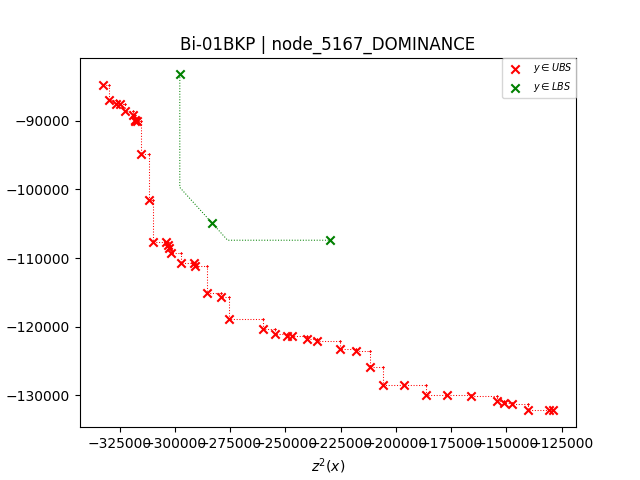 Bi-01BKP | node_5167_DOMINANCE
y ∈ UBS
y ∈ LBS
−90000
−100000
−110000
−120000
−130000
−325000 −300000 −275000 −250000 −225000 −200000 −175000 −150000 −125000
z²(x)